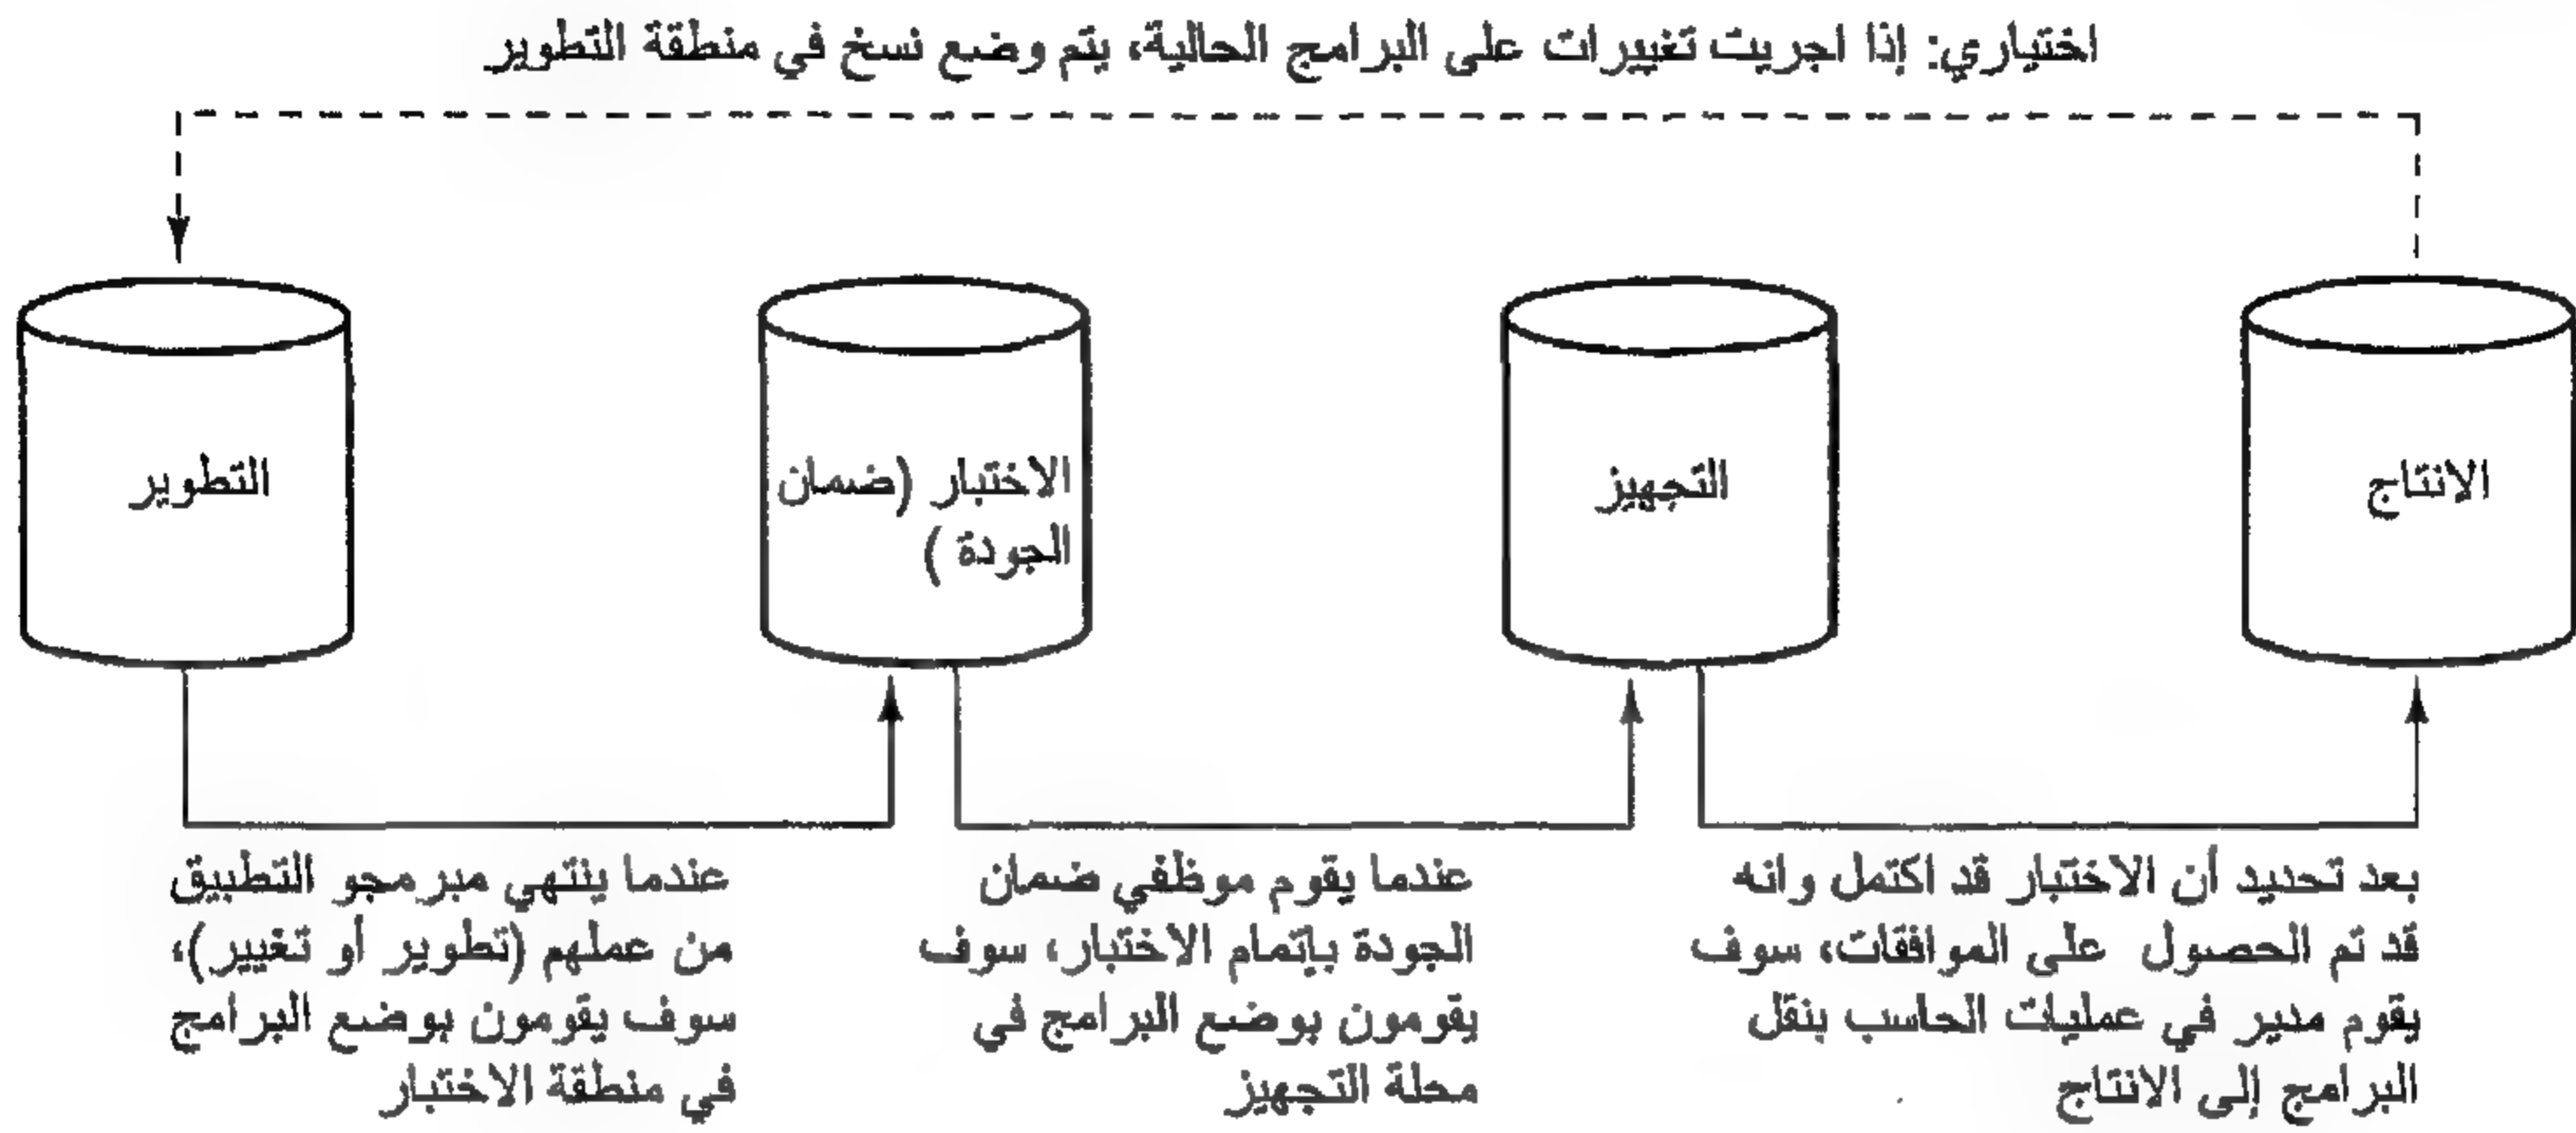 اختياري: إذا اجريت تغييرات على البرامج الحالية، يتم وضع نسخ في منطقة التطوير
التطوير
الاختبار (ضمان
الجودة )
التجهيز
الانتاج
عندما ينتهي مبرمجو التطبيق
من عملهم (تطوير أو تغيير)،
سوف يقومون بوضع البرامج
في منطقة الاختبار
عندما يقوم موظفي ضمان
الجودة بإتمام الاختبار، سوف
يقومون بوضع البرامج في
محلة التجهيز
بعد تحديد أن الاختبار قد اكتمل وانه
قد تم الحصول على الموافقات، سوف
يقوم مدير في عمليات الحاسب بنقل
البرامج إلى الانتاج